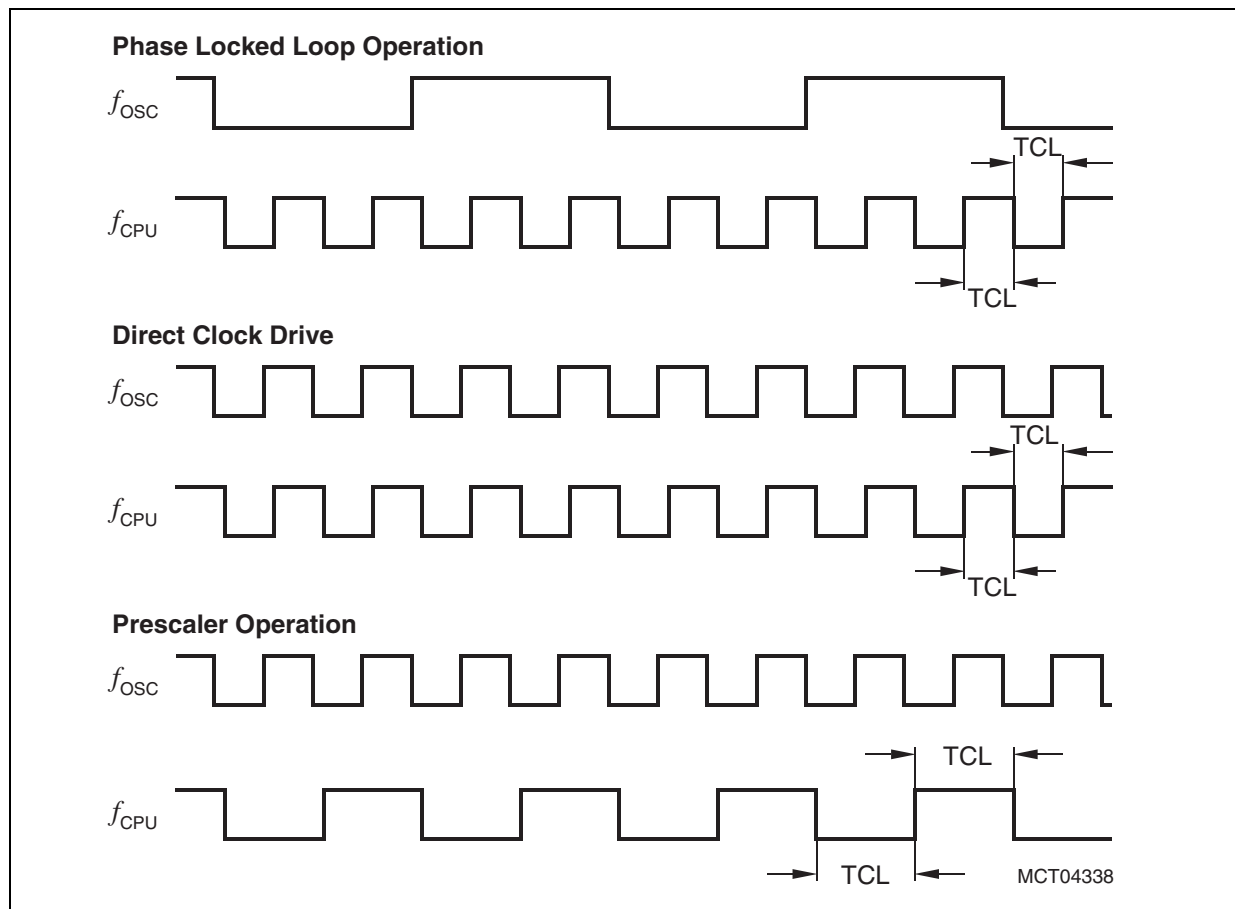 Phase Locked Loop Operation
fOSC
TCL
fCPU
TCL
Direct Clock Drive
fOSC
TCL
fCPU
TCL
Prescaler Operation
fOSC
TCL
fCPU
TCL
MCT04338